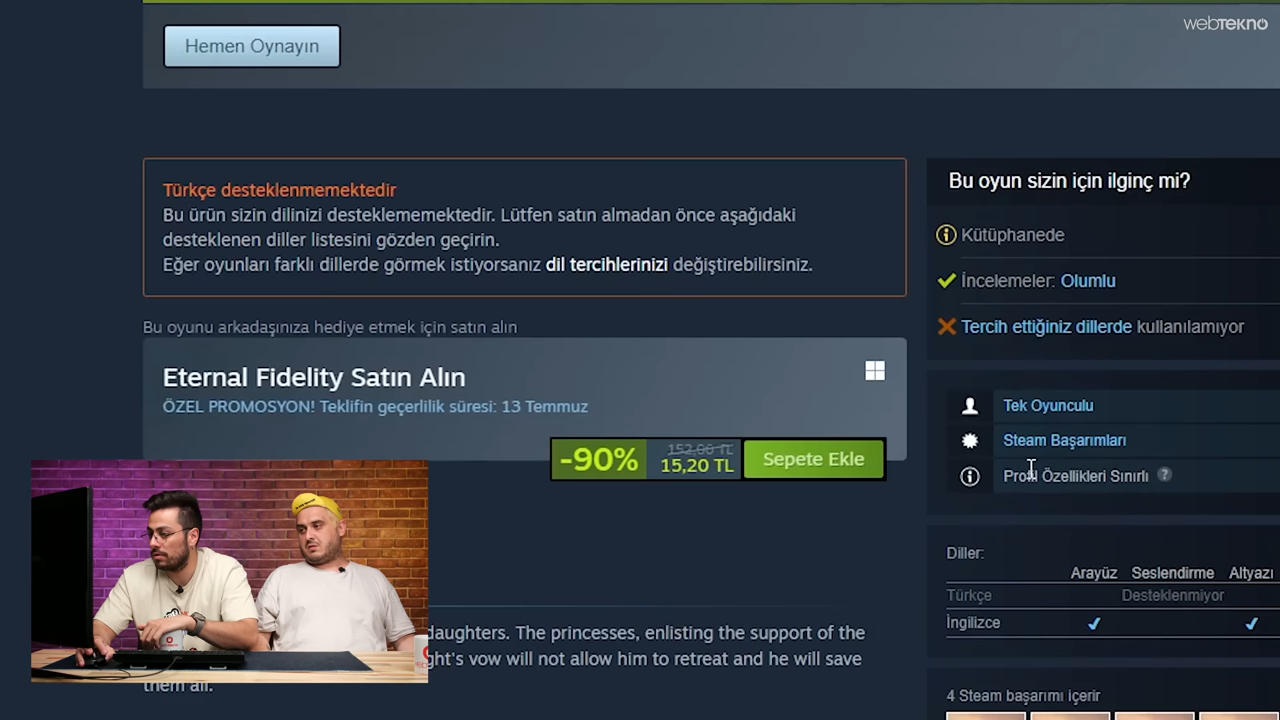 webtekno
Hemen Oynayın
Türkçe desteklenmemektedir
Bu ürün sizin dilinizi desteklememektedir. Lütfen satın almadan önce aşağıdaki
desteklenen diller listesini gözden geçirin.
Eğer oyunları farklı dillerde görmek istiyorsanız dil tercihlerinizi değiştirebilirsiniz.
Bu oyunu arkadaşınıza hediye etmek için satın alın
Eternal Fidelity Satın Alın
ÖZEL PROMOSYON! Teklifin geçerlilik süresi: 13 Temmuz
-90%
152,00 TL
15,20 TL
Sepete Ekle
daughters. The princesses, enlisting the support of the
ght's vow will not allow him to retreat and he will save
them all.
Bu oyun sizin için ilginç mi?
Kütüphanede
İncelemeler: Olumlu
Tercih ettiğiniz dillerde kullanılamıyor
Tek Oyunculu
Steam Başarımları
Profil Özellikleri Sınırlı ?
Diller:
Arayüz Seslendirme Altyazı
Türkçe Desteklenmiyor
İngilizce
4 Steam başarımı içerir